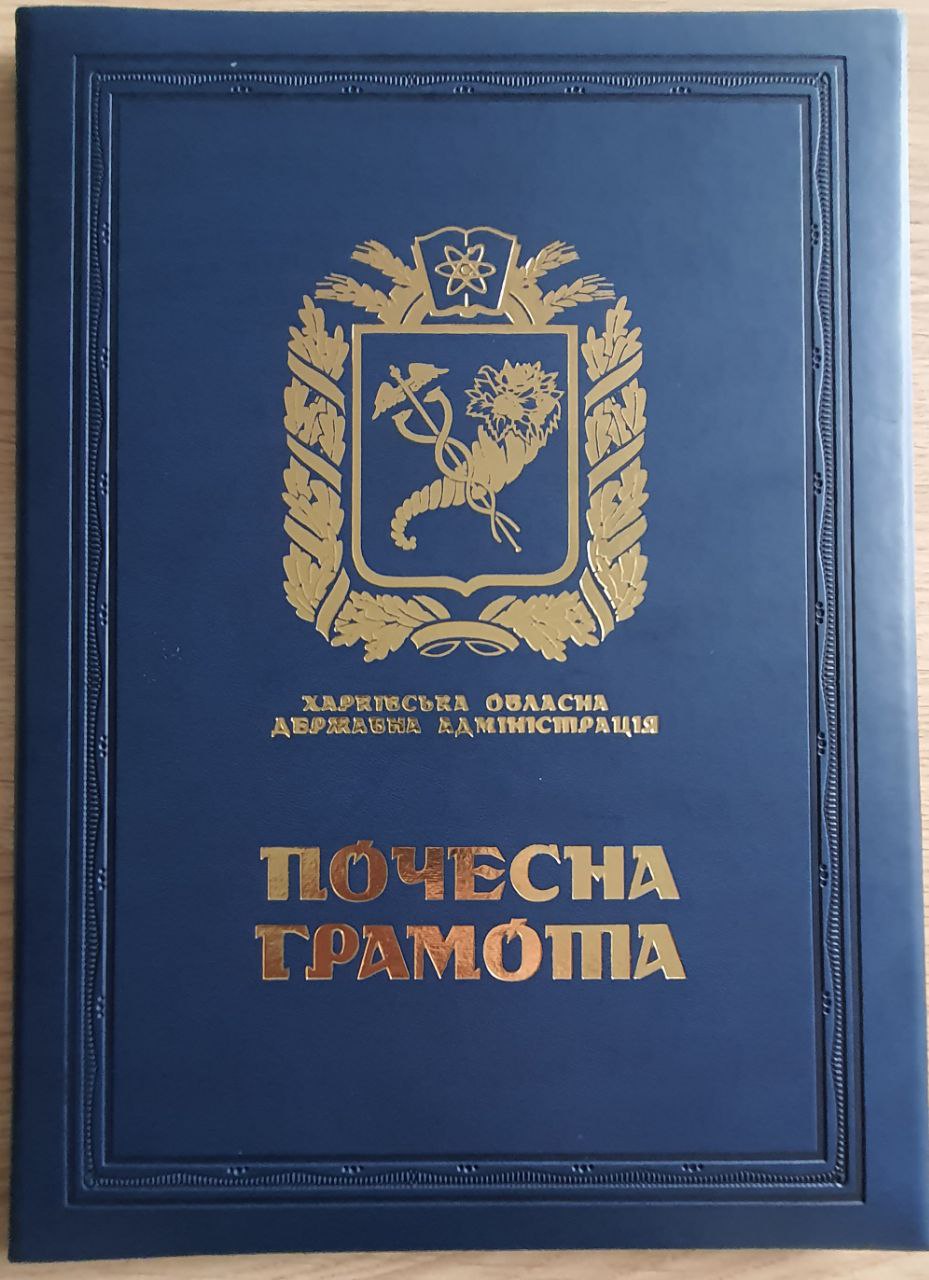 ХАРКІВСЬКА ОБЛАСНА
ДЕРЖАВНА АДМІНІСТРАЦІЯ
ПОЧЕСНА
ГРАМОТА